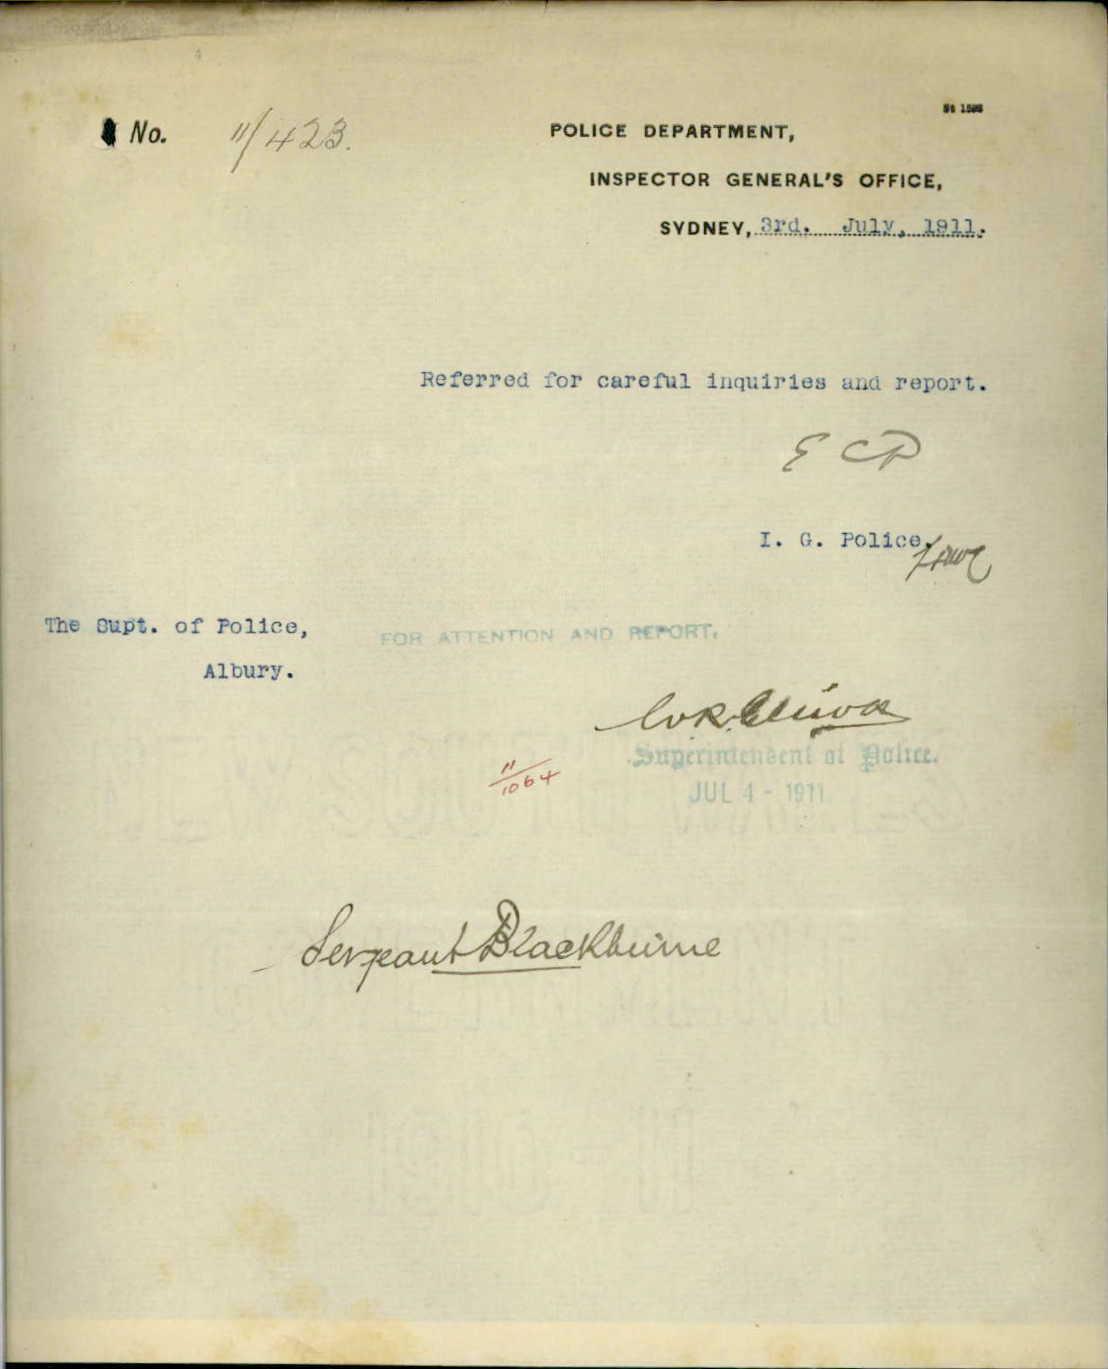 St 1596
No. 11/423.
POLICE DEPARTMENT,
INSPECTOR GENERAL'S OFFICE,
SYDNEY, 3rd. July, 1911.
Referred for careful inquiries and report.
I. G. Police.
The Supt. of Police,
Albury.
FOR ATTENTION AND REPORT.
Superintendent of Police.
JUL 4 - 1911
11/1064
Sergeant Blackburne